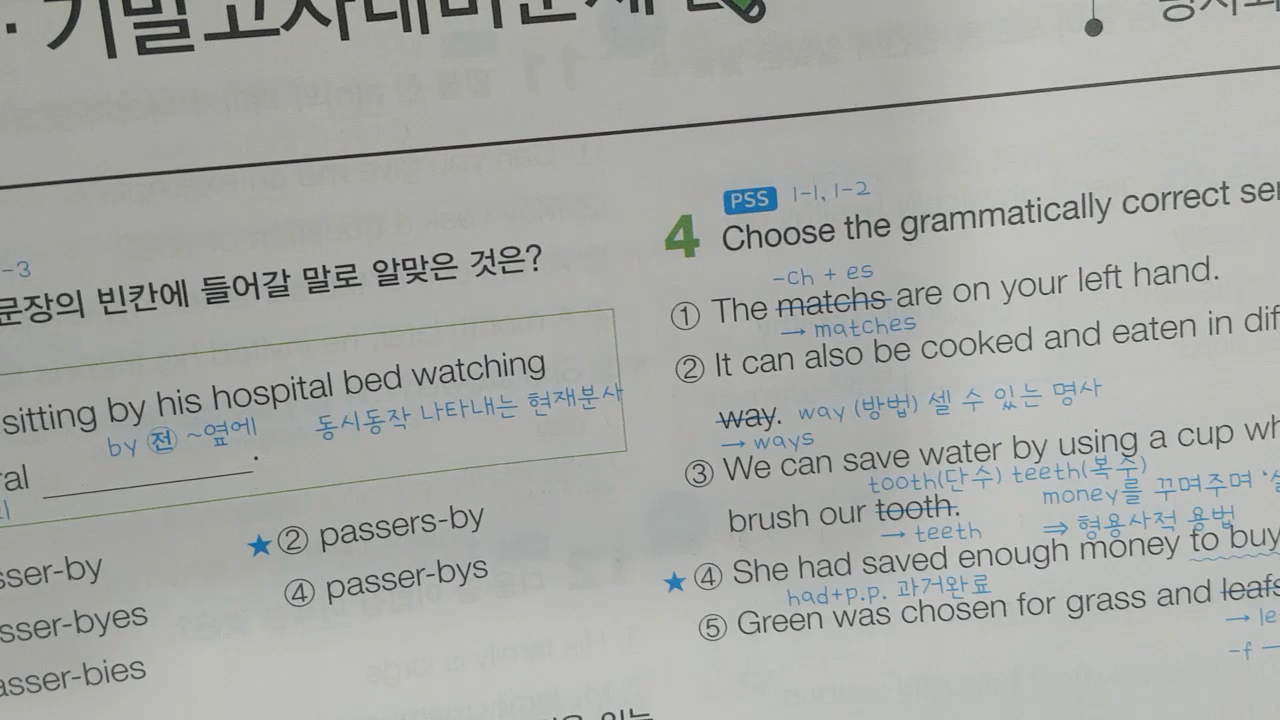 · 기말고사대비문제
-3
문장의 빈칸에 들어갈 말로 알맞은 것은?
sitting by his hospital bed watching
by 전 ~옆에 동시동작 나타내는 현재분사
ral ____________.
sser-by
★② passers-by
sser-byes
④ passer-bys
asser-bies
PSS 1-1, 1-2
4 Choose the grammatically correct
-ch + es
① The matchs are on your left hand.
→ matches
② It can also be cooked and eaten in dif
way. way (방법) 셀 수 있는 명사
→ ways
③ We can save water by using a cup wh
tooth(단수) teeth(복수)
money를 꾸며주며
brush our tooth.
→ teeth ⇒ 형용사적 용법
★④ She had saved enough money to buy
had+p.p. 과거완료
⑤ Green was chosen for grass and leafs
→ le
-f